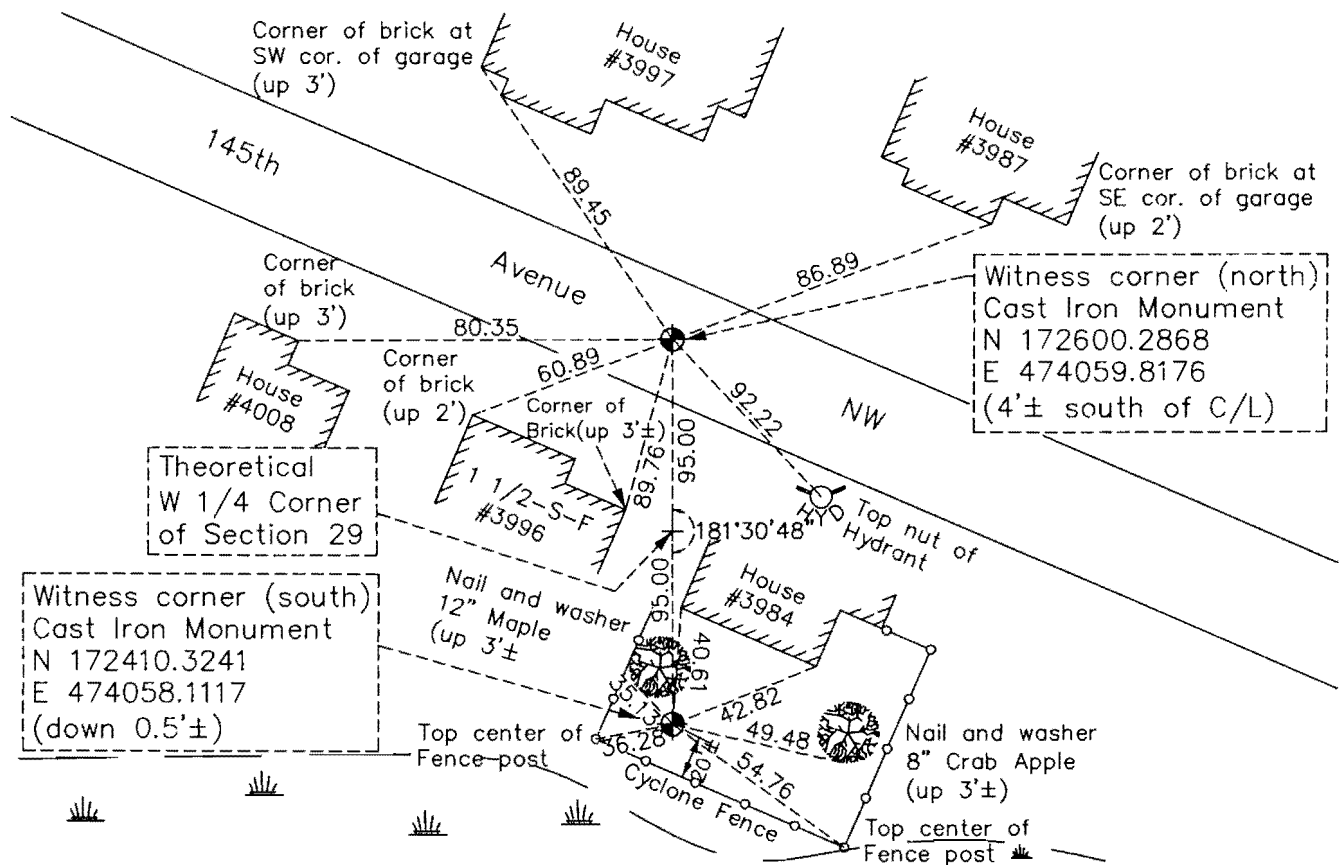 Corner of brick at
SW cor. of garage
(up 3')
House
#3997
House
#3987
Corner of brick at
SE cor. of garage
(up 2')
145th
Avenue
NW
89.45
86.89
Witness corner (north)
Cast Iron Monument
N 172600.2868
E 474059.8176
(4'± south of C/L)
Corner
of brick
(up 3')
80.35
60.89
House
#4008
Corner
of brick
(up 2')
Corner of
Brick(up 3'±)
92.22
89.76
95.00
1 1/2-S-F
#3996
Theoretical
W 1/4 Corner
of Section 29
181°30'48"
HYD
Top nut of
Hydrant
Nail and washer
12" Maple
(up 3'±
95.00
House
#3984
40.61
Witness corner (south)
Cast Iron Monument
N 172410.3241
E 474058.1117
(down 0.5'±)
35.13
42.82
49.48
36.28
54.76
Top center of
Fence post
Cyclone Fence
Nail and washer
8" Crab Apple
(up 3'±)
Top center of
Fence post